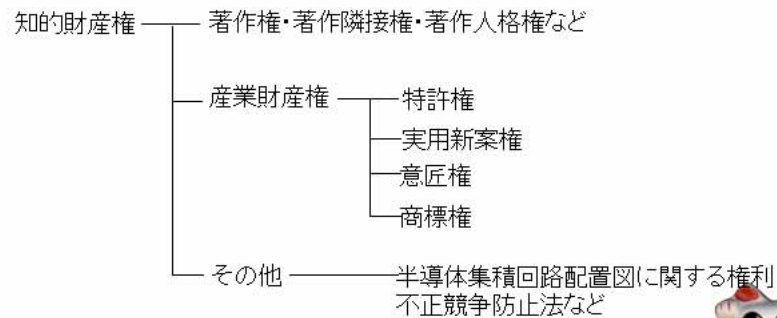 知的財産権 著作権・著作隣接権・著作人格権など
産業財産権 特許権
実用新案権
意匠権
商標権
その他 半導体集積回路配置図に関する権利
不正競争防止法など